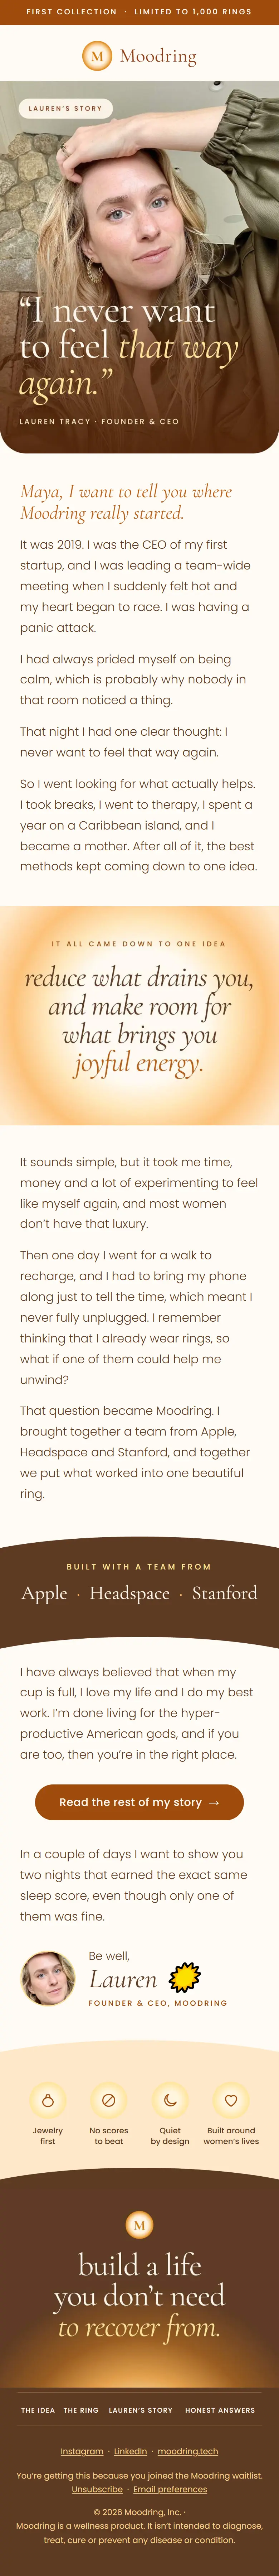 FIRST COLLECTION · LIMITED TO 1,000 RINGS
M Moodring
LAUREN'S STORY
“I never want
to feel that way
again.”
LAUREN TRACY · FOUNDER & CEO
Maya, I want to tell you where
Moodring really started.
It was 2019. I was the CEO of my first
startup, and I was leading a team-wide
meeting when I suddenly felt hot and
my heart began to race. I was having a
panic attack.
I had always prided myself on being
calm, which is probably why nobody in
that room noticed a thing.
That night I had one clear thought: I
never want to feel that way again.
So I went looking for what actually helps.
I took breaks, I went to therapy, I spent a
year on a Caribbean island, and I
became a mother. After all of it, the best
methods kept coming down to one idea.
IT ALL CAME DOWN TO ONE IDEA
reduce what drains you,
and make room for
what brings you
joyful energy.
It sounds simple, but it took me time,
money and a lot of experimenting to feel
like myself again, and most women
don’t have that luxury.
Then one day I went for a walk to
recharge, and I had to bring my phone
along just to tell the time, which meant I
never fully unplugged. I remember
thinking that I already wear rings, so
what if one of them could help me
unwind?
That question became Moodring. I
brought together a team from Apple,
Headspace and Stanford, and together
we put what worked into one beautiful
ring.
BUILT WITH A TEAM FROM
Apple · Headspace · Stanford
I have always believed that when my
cup is full, I love my life and I do my best
work. I’m done living for the hyper-
productive American gods, and if you
are too, then you’re in the right place.
Read the rest of my story →
In a couple of days I want to show you
two nights that earned the exact same
sleep score, even though only one of
them was fine.
Be well,
Lauren
FOUNDER & CEO, MOODRING
Jewelry
first
No scores
to beat
Quiet
by design
Built around
women’s lives
M
build a life
you don’t need
to recover from.
THE IDEA THE RING LAUREN’S STORY HONEST ANSWERS
Instagram · LinkedIn · moodring.tech
You’re getting this because you joined the Moodring waitlist.
Unsubscribe · Email preferences
© 2026 Moodring, Inc. ·
Moodring is a wellness product. It isn’t intended to diagnose,
treat, cure or prevent any disease or condition.